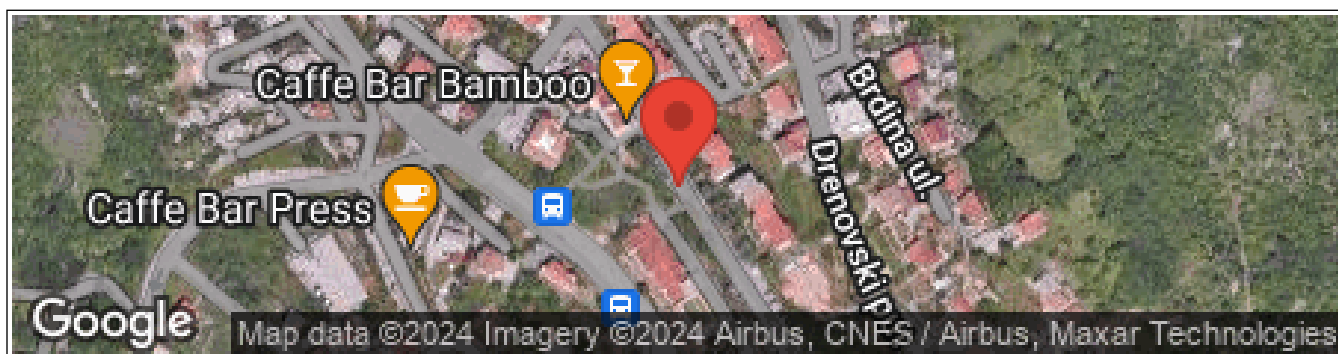 Caffe Bar Bamboo
Brdina ul.
Drenovski p
Caffe Bar Press
Google
Map data ©2024 Imagery ©2024 Airbus, CNES / Airbus, Maxar Technologies